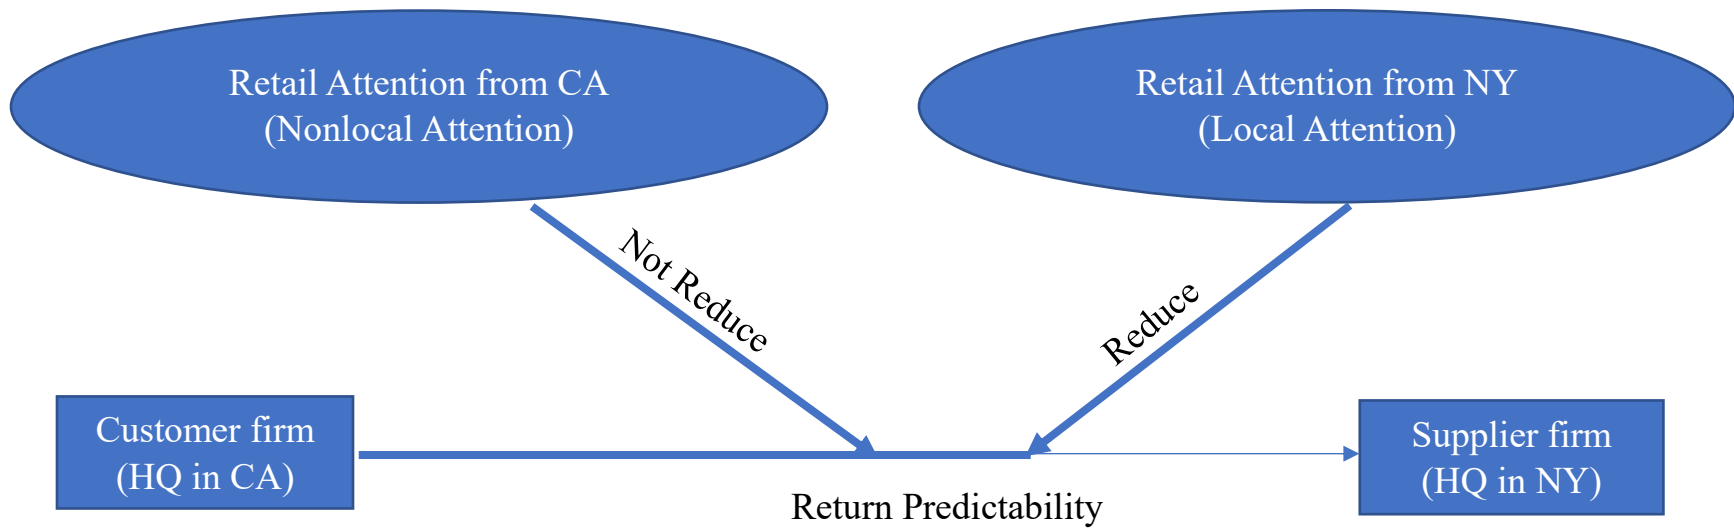 Retail Attention from CA
(Nonlocal Attention)
Retail Attention from NY
(Local Attention)
Not Reduce
Reduce
Customer firm
(HQ in CA)
Supplier firm
(HQ in NY)
Return Predictability